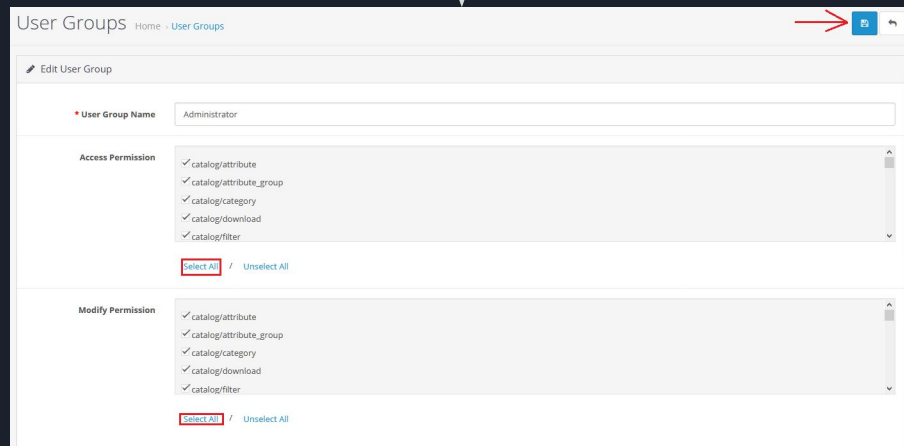 User Groups Home › User Groups
Edit User Group
* User Group Name Administrator
Access Permission
catalog/attribute
catalog/attribute_group
catalog/category
catalog/download
catalog/filter
Select All / Unselect All
Modify Permission
catalog/attribute
catalog/attribute_group
catalog/category
catalog/download
catalog/filter
Select All / Unselect All